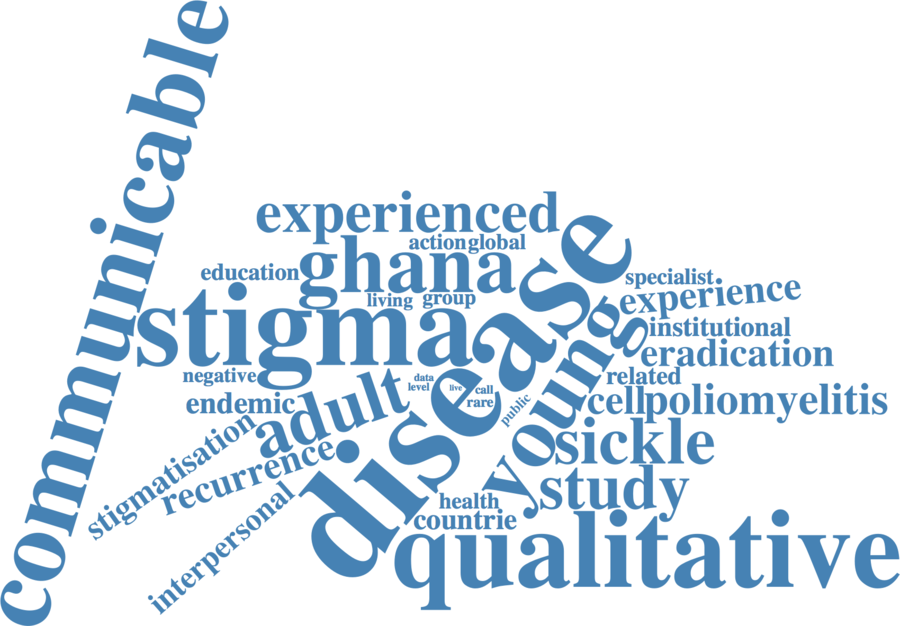 communicable
experienced
action
global
ghana
education
living
group
stigma
disease
specialist
experience
institutional
eradication
related
negative
endemic
adult
data
level
live
call
rare
public
young
cell
poliomyelitis
sickle
stigmatisation
recurrence
interpersonal
health
countrie
study
qualitative